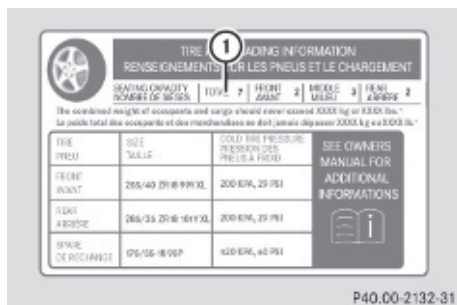 1
TIRE AND LOADING INFORMATION
RENSEIGNEMENTS SUR LES PNEUS ET LE CHARGEMENT
SEATING CAPACITY TOTAL 7 FRONT 2 MIDDLE 3 REAR 2
NOMBRE DE SIEGES AVANT MILIEU ARRIERE
The combined weight of occupants and cargo should never exceed XXXX kg or XXXX lbs.
Le poids total des occupants et des marchandises ne doit jamais dépasser XXXX kg ou XXXX lb.
TIRE SIZE COLD TIRE PRESSURE
PNEU TAILLE PRESSION DES PNEUS A FROID
SEE OWNERS
MANUAL FOR
ADDITIONAL
INFORMATIONS
FRONT
AVANT
200 KPA, 29 PSI
REAR
ARRIERE
200 KPA, 29 PSI
SPARE
DE RECHANGE
420 KPA, 60 PSI
P40.00-2132-31